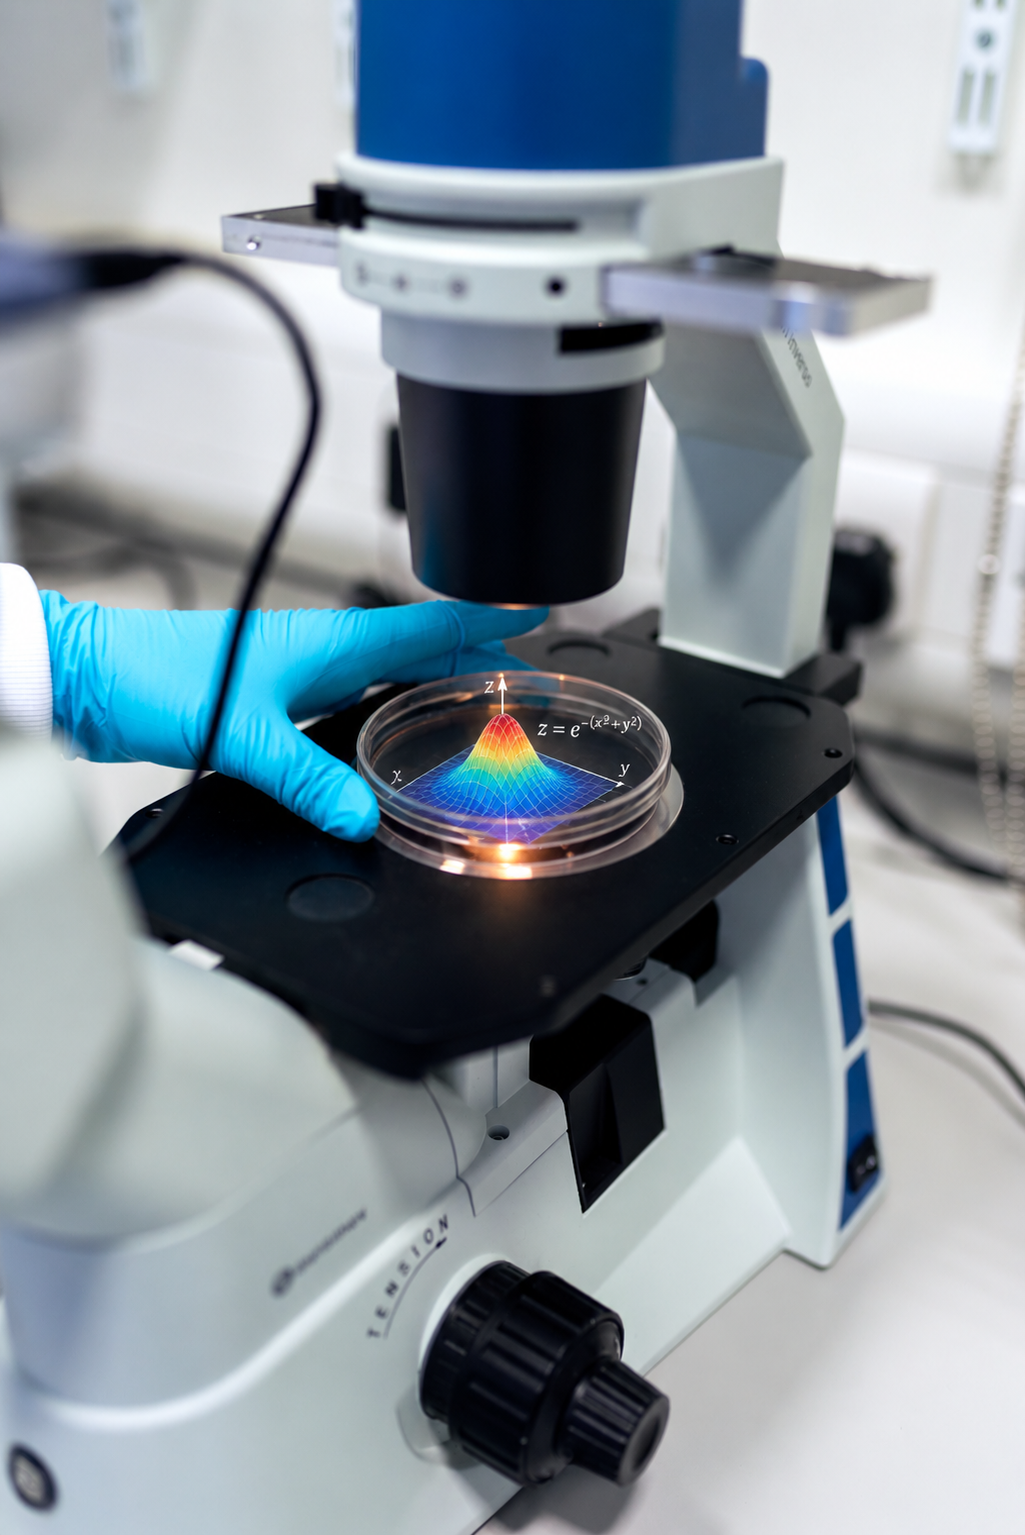 z
z = e^−(x²+y²)
x
y
TENSION